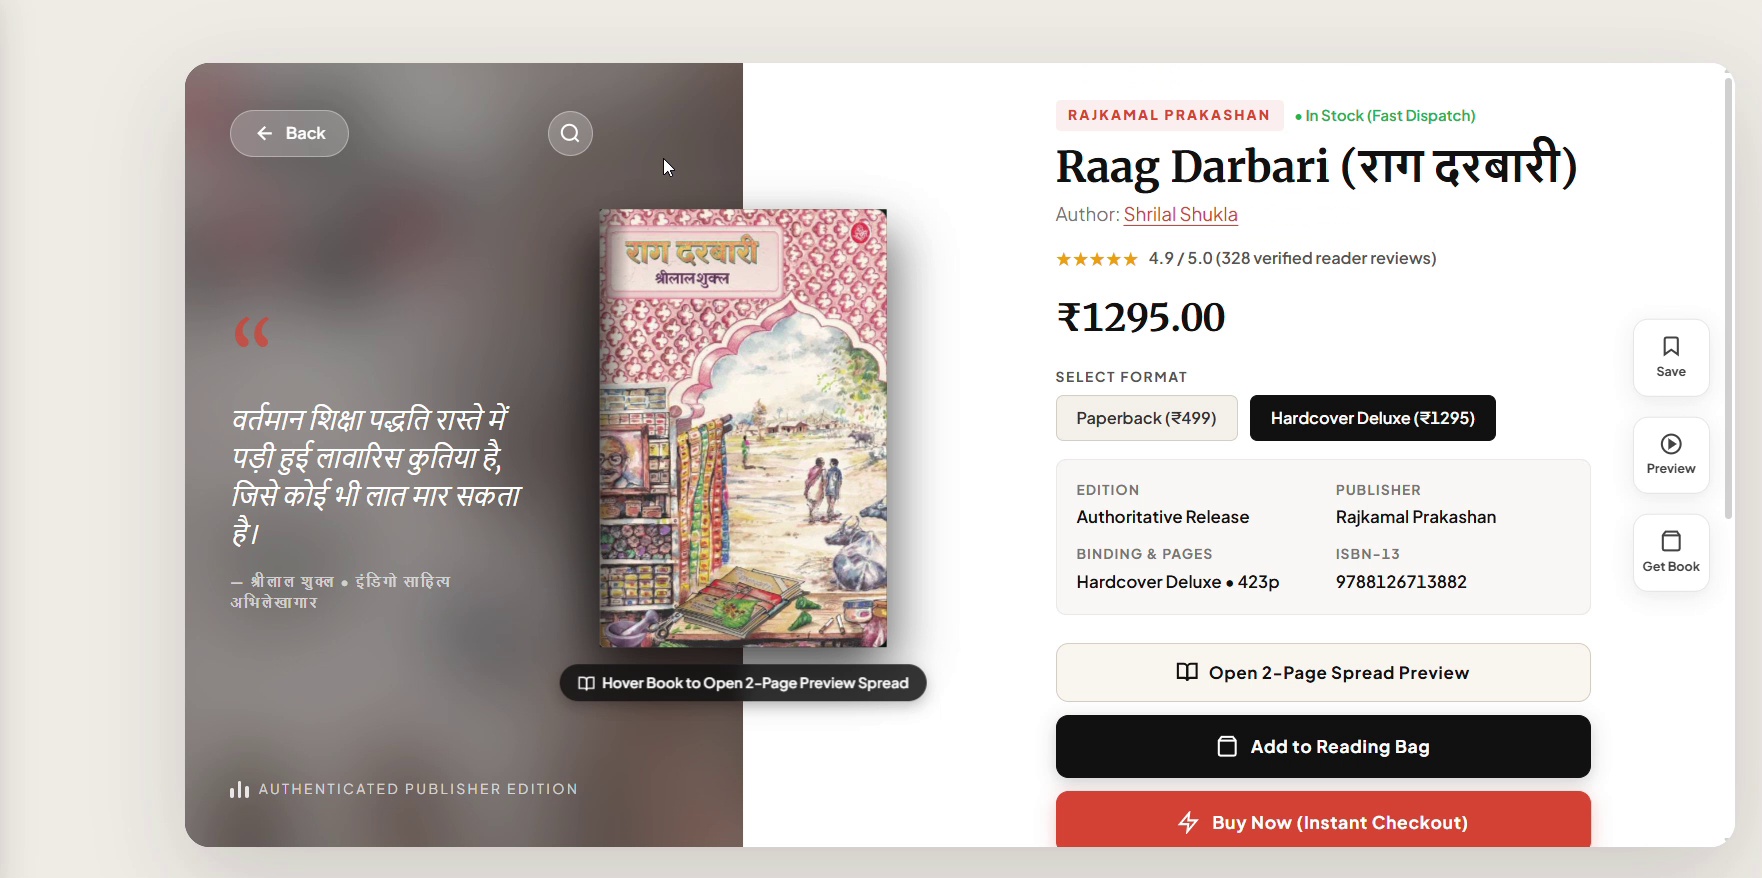 Back
“
वर्तमान शिक्षा पद्धति रास्ते में
पड़ी हुई लावारिस कुतिया है,
जिसे कोई भी लात मार सकता
है।
— श्रीलाल शुक्ल • इंडिगो साहित्य
अभिलेखागार
AUTHENTICATED PUBLISHER EDITION
राग दरबारी
श्रीलाल शुक्ल
Hover Book to Open 2-Page Preview Spread
RAJKAMAL PRAKASHAN • In Stock (Fast Dispatch)
Raag Darbari (राग दरबारी)
Author: Shrilal Shukla
★★★★★ 4.9 / 5.0 (328 verified reader reviews)
₹1295.00
SELECT FORMAT
Paperback (₹499) Hardcover Deluxe (₹1295)
EDITION PUBLISHER
Authoritative Release Rajkamal Prakashan
BINDING & PAGES ISBN-13
Hardcover Deluxe • 423p 9788126713882
Open 2-Page Spread Preview
Add to Reading Bag
Buy Now (Instant Checkout)
Save
Preview
Get Book